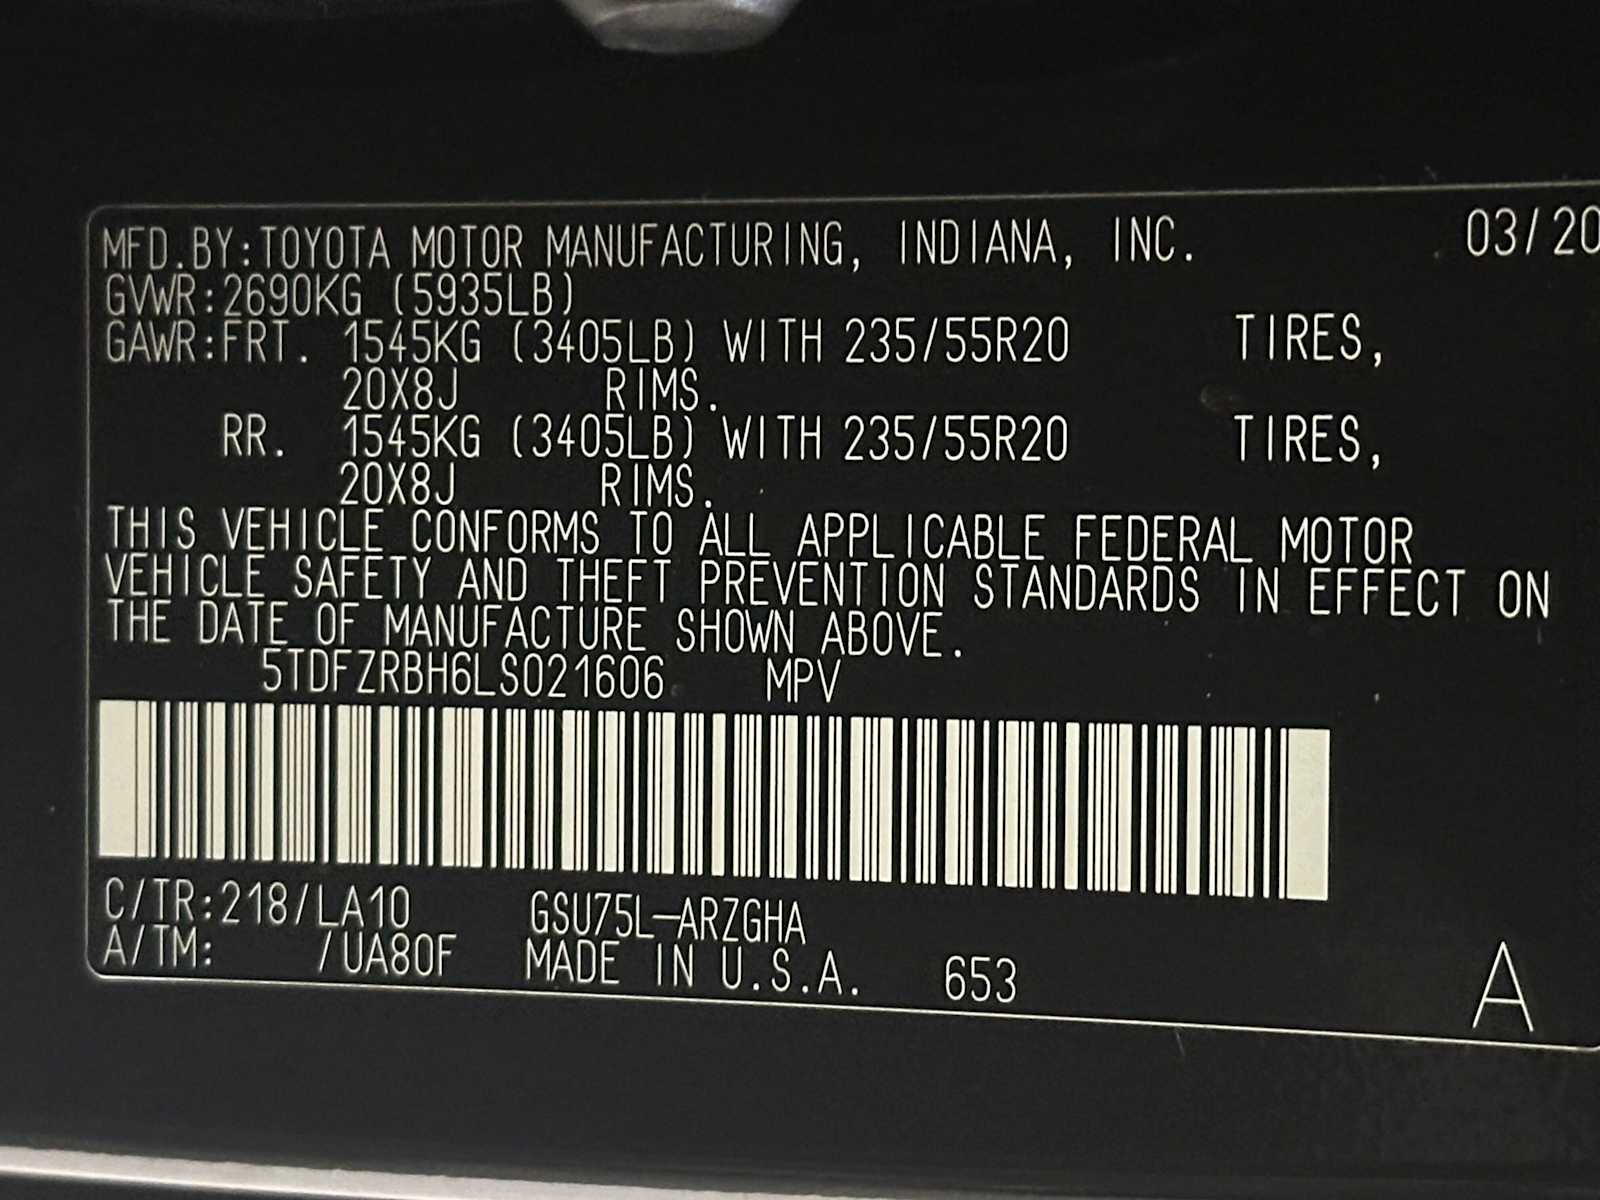 MFD.BY:TOYOTA MOTOR MANUFACTURING, INDIANA, INC. 03/20
GVWR:2690KG (5935LB)
GAWR:FRT. 1545KG (3405LB) WITH 235/55R20 TIRES,
20X8J RIMS.
RR. 1545KG (3405LB) WITH 235/55R20 TIRES,
20X8J RIMS.
THIS VEHICLE CONFORMS TO ALL APPLICABLE FEDERAL MOTOR
VEHICLE SAFETY AND THEFT PREVENTION STANDARDS IN EFFECT ON
THE DATE OF MANUFACTURE SHOWN ABOVE.
5TDFZRBH6LS021606 MPV
C/TR:218/LA10 GSU75L-ARZGHA
A/TM: /UA80F MADE IN U.S.A. 653 A